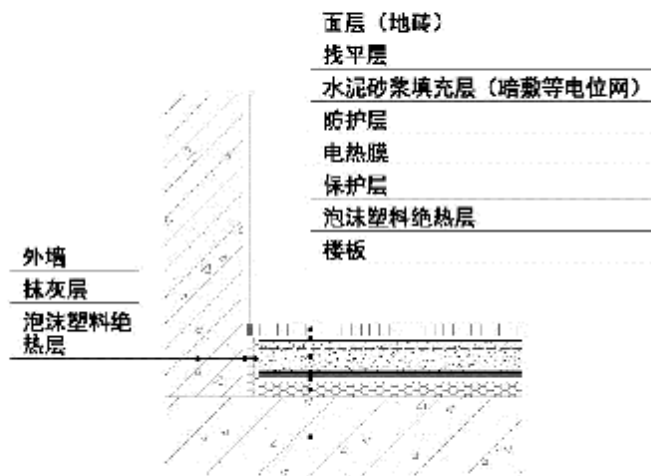 面层（地砖）
找平层
水泥砂浆填充层（暗敷等电位网）
防护层
电热膜
保护层
泡沫塑料绝热层
楼板
外墙
抹灰层
泡沫塑料绝
热层